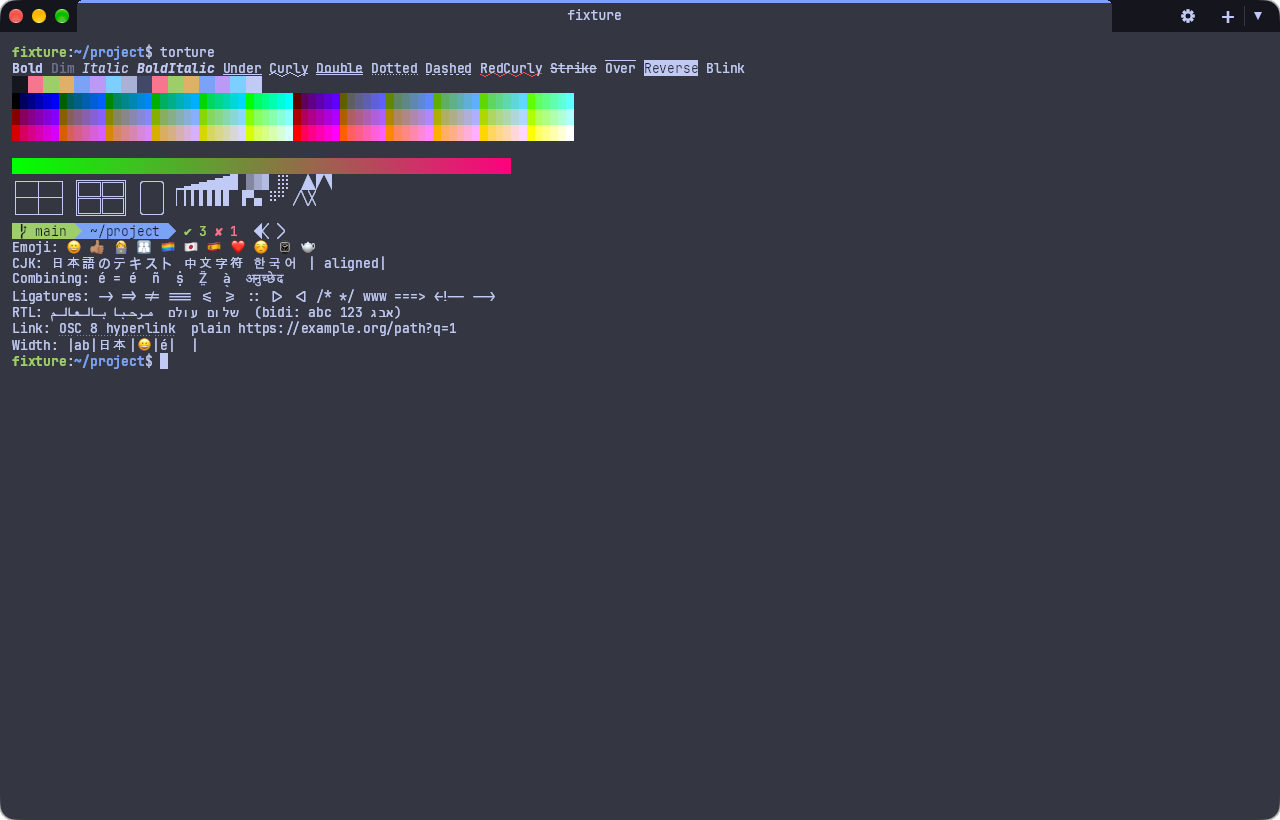 fixture
fixture:~/project$ torture
Bold Dim Italic BoldItalic Under Curly Double Dotted Dashed RedCurly Strike Over Reverse Blink
main ~/project ✔ 3 ✘ 1
Emoji: 😄 👍🏽 👩‍🚀 👨‍👩‍👧‍👦 🏳️‍🌈 🇯🇵 🇪🇸 ❤️ ☺️ 🫙 🫖
CJK: 日本語のテキスト 中文字符 한국어 | aligned|
Combining: é = é ñ ṩ Z̤̈ ạ̀ अनुच्छेद
Ligatures: -> => != === <= >= :: |> <| /* */ www ===> <!-- -->
RTL: مرحبا بالعالم שלום עולם (bidi: abc 123 אבג)
Link: OSC 8 hyperlink plain https://example.org/path?q=1
Width: |ab|日本|😄|é| |
fixture:~/project$